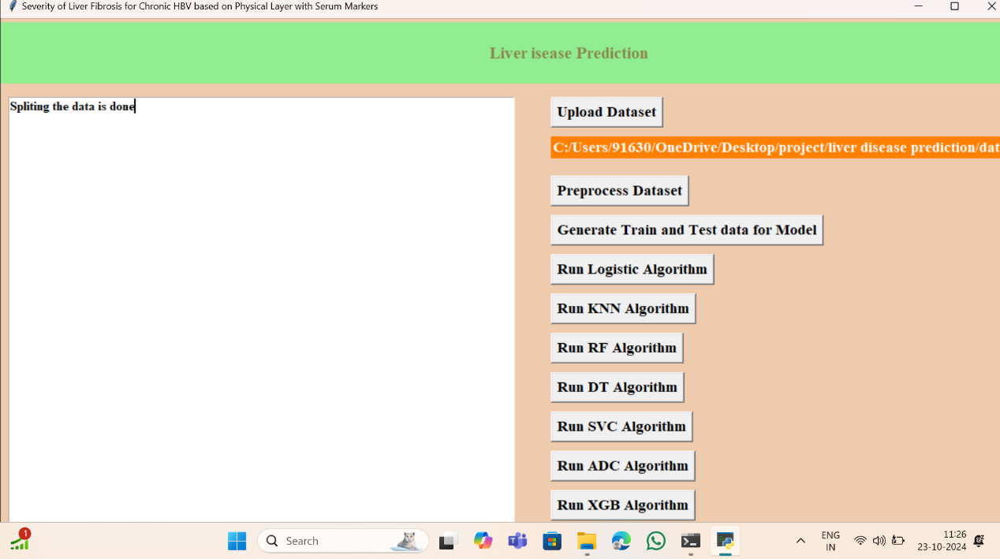 Severity of Liver Fibrosis for Chronic HBV based on Physical Layer with Serum Markers
Liver isease Prediction
Spliting the data is done
Upload Dataset
C:/Users/91630/OneDrive/Desktop/project/liver disease prediction/dat
Preprocess Dataset
Generate Train and Test data for Model
Run Logistic Algorithm
Run KNN Algorithm
Run RF Algorithm
Run DT Algorithm
Run SVC Algorithm
Run ADC Algorithm
Run XGB Algorithm
1
Search
ENG
IN
11:26
23-10-2024